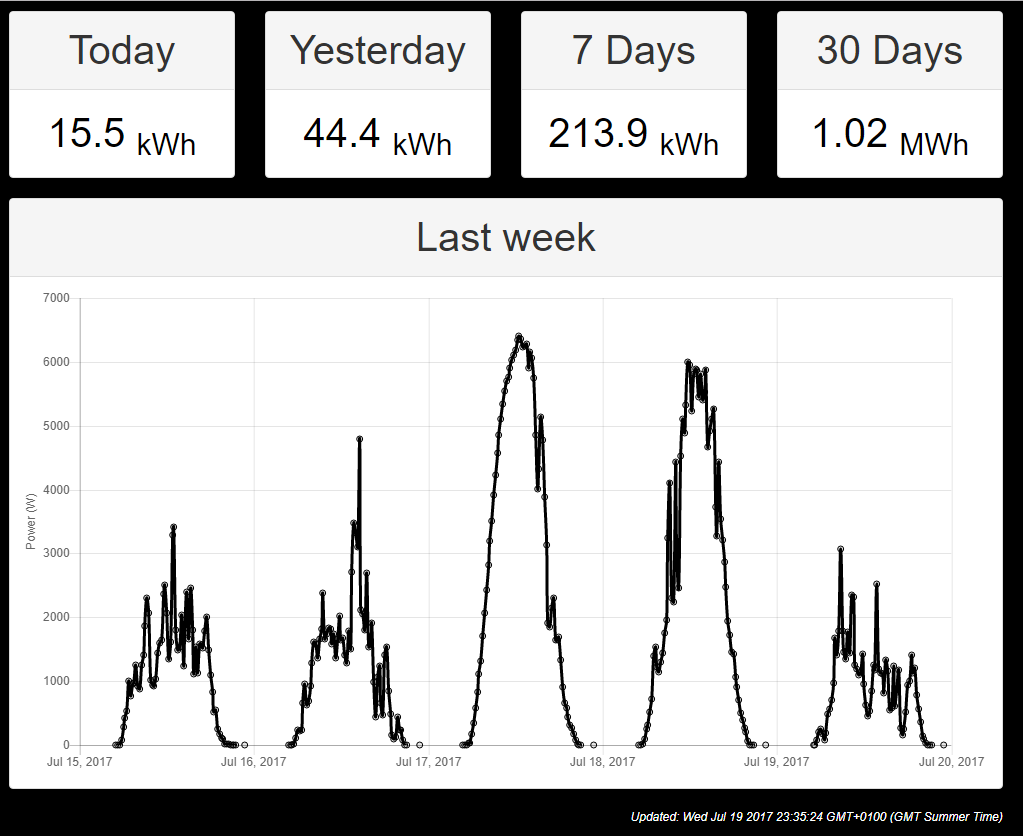 Today
Yesterday
7 Days
30 Days
15.5 kWh
44.4 kWh
213.9 kWh
1.02 MWh
Last week
7000
6000
5000
4000
3000
2000
1000
0
Power (W)
Jul 15, 2017
Jul 16, 2017
Jul 17, 2017
Jul 18, 2017
Jul 19, 2017
Jul 20, 2017
Updated: Wed Jul 19 2017 23:35:24 GMT+0100 (GMT Summer Time)